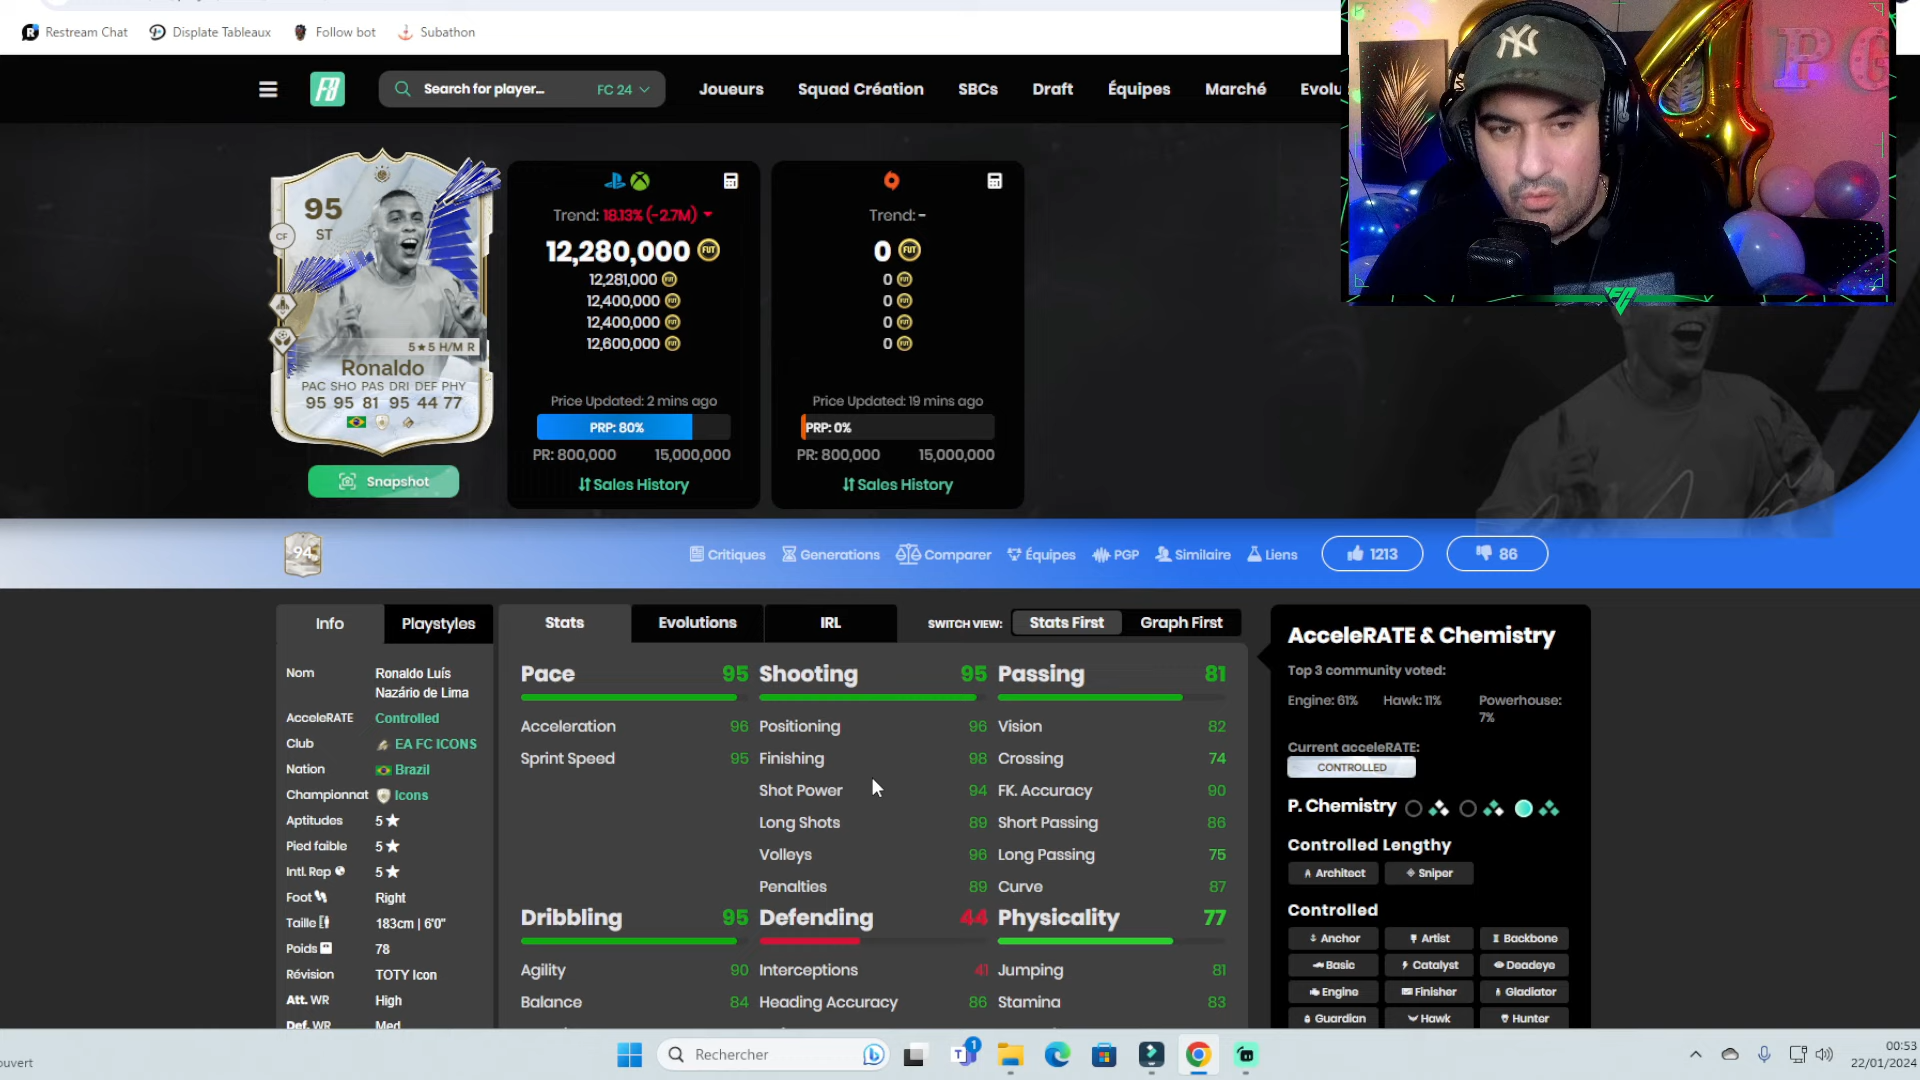 Restream Chat Displate Tableaux Follow bot Subathon
Search for player... FC 24 Joueurs Squad Création SBCs Draft Équipes Marché Evolu
95
ST
CF
5★5 H/M R
Ronaldo
PAC SHO PAS DRI DEF PHY
95 95 81 95 44 77
Snapshot
Trend: 18.13% (-2.7M)
12,280,000
12,281,000
12,400,000
12,400,000
12,600,000
Price Updated: 2 mins ago
PRP: 80%
PR: 800,000 15,000,000
Sales History
Trend: -
0
0
0
0
0
Price Updated: 19 mins ago
PRP: 0%
PR: 800,000 15,000,000
Sales History
NY
PG
94
Critiques Generations Comparer Équipes PGP Similaire Liens 1213 86
Info Playstyles
Nom Ronaldo Luís
Nazário de Lima
AcceleRATE Controlled
Club EA FC ICONS
Nation Brazil
Championnat Icons
Aptitudes 5★
Pied faible 5★
Intl. Rep 5★
Foot Right
Taille 183cm | 6'0"
Poids 78
Révision TOTY Icon
Att. WR High
Def. WR Med
Stats Evolutions IRL SWITCH VIEW: Stats First Graph First
Pace 95 Shooting 95 Passing 81
Acceleration 96 Positioning 96 Vision 82
Sprint Speed 95 Finishing 98 Crossing 74
Shot Power 94 FK. Accuracy 90
Long Shots 89 Short Passing 86
Volleys 96 Long Passing 75
Penalties 89 Curve 87
Dribbling 95 Defending 44 Physicality 77
Agility 90 Interceptions 41 Jumping 81
Balance 84 Heading Accuracy 86 Stamina 83
AcceleRATE & Chemistry
Top 3 community voted:
Engine: 61% Hawk: 11% Powerhouse:
7%
Current acceleRATE:
CONTROLLED
P. Chemistry
Controlled Lengthy
Architect Sniper
Controlled
Anchor Artist Backbone
Basic Catalyst Deadeye
Engine Finisher Gladiator
Guardian Hawk Hunter
ouvert
Rechercher
1
00:53
22/01/2024